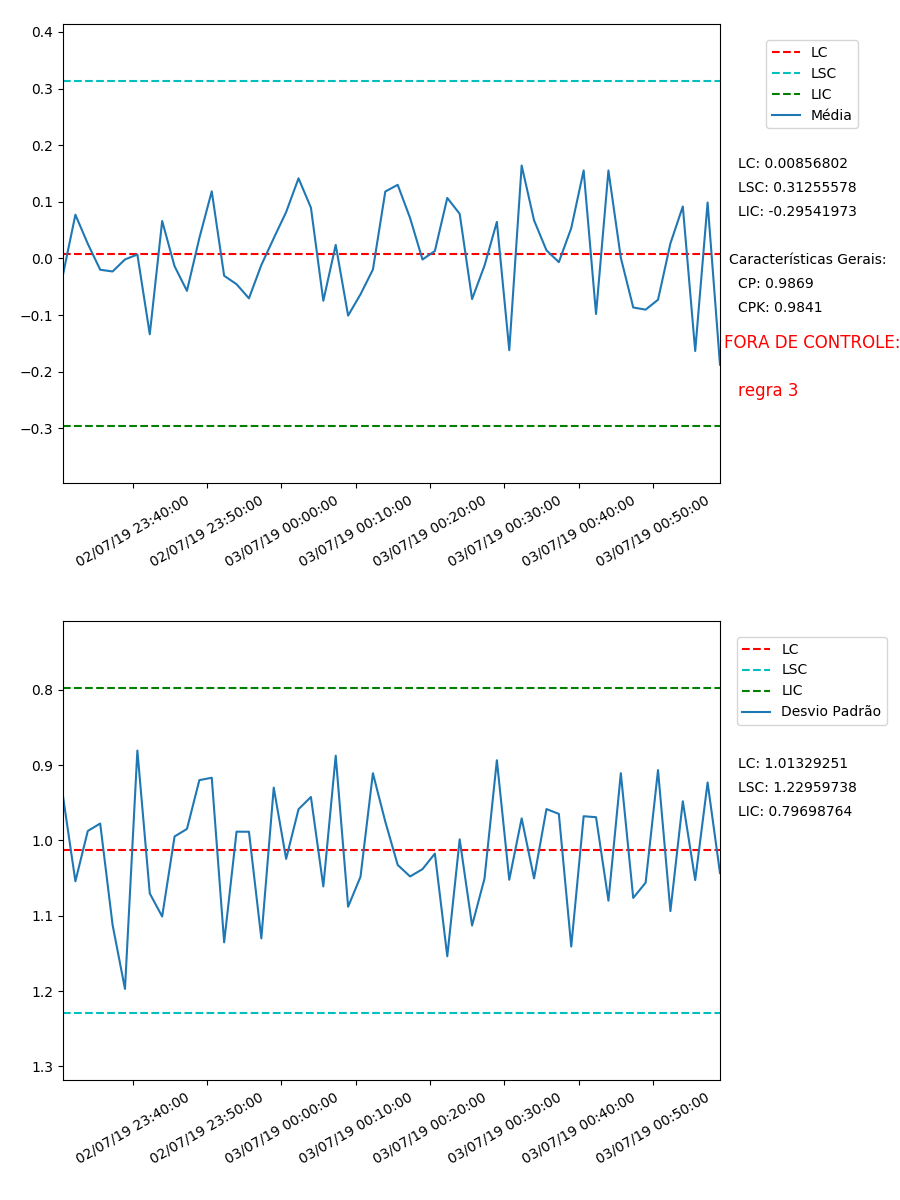 0.4
0.3
0.2
0.1
0.0
−0.1
−0.2
−0.3
02/07/19 23:40:00
02/07/19 23:50:00
03/07/19 00:00:00
03/07/19 00:10:00
03/07/19 00:20:00
03/07/19 00:30:00
03/07/19 00:40:00
03/07/19 00:50:00
LC
LSC
LIC
Média
LC: 0.00856802
LSC: 0.31255578
LIC: -0.29541973
Características Gerais:
CP: 0.9869
CPK: 0.9841
FORA DE CONTROLE:
regra 3
0.8
0.9
1.0
1.1
1.2
1.3
02/07/19 23:40:00
02/07/19 23:50:00
03/07/19 00:00:00
03/07/19 00:10:00
03/07/19 00:20:00
03/07/19 00:30:00
03/07/19 00:40:00
03/07/19 00:50:00
LC
LSC
LIC
Desvio Padrão
LC: 1.01329251
LSC: 1.22959738
LIC: 0.79698764